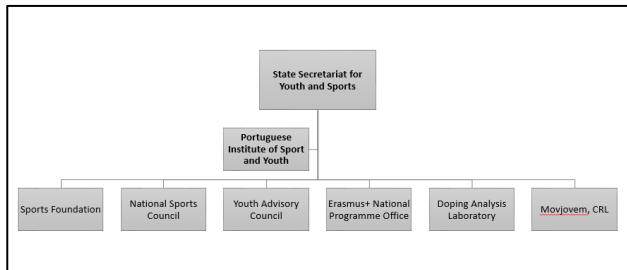 State Secretariat for
Youth and Sports
Portuguese
Institute of Sport
and Youth
Sports Foundation
National Sports
Council
Youth Advisory
Council
Erasmus+ National
Programme Office
Doping Analysis
Laboratory
Movjovem, CRL